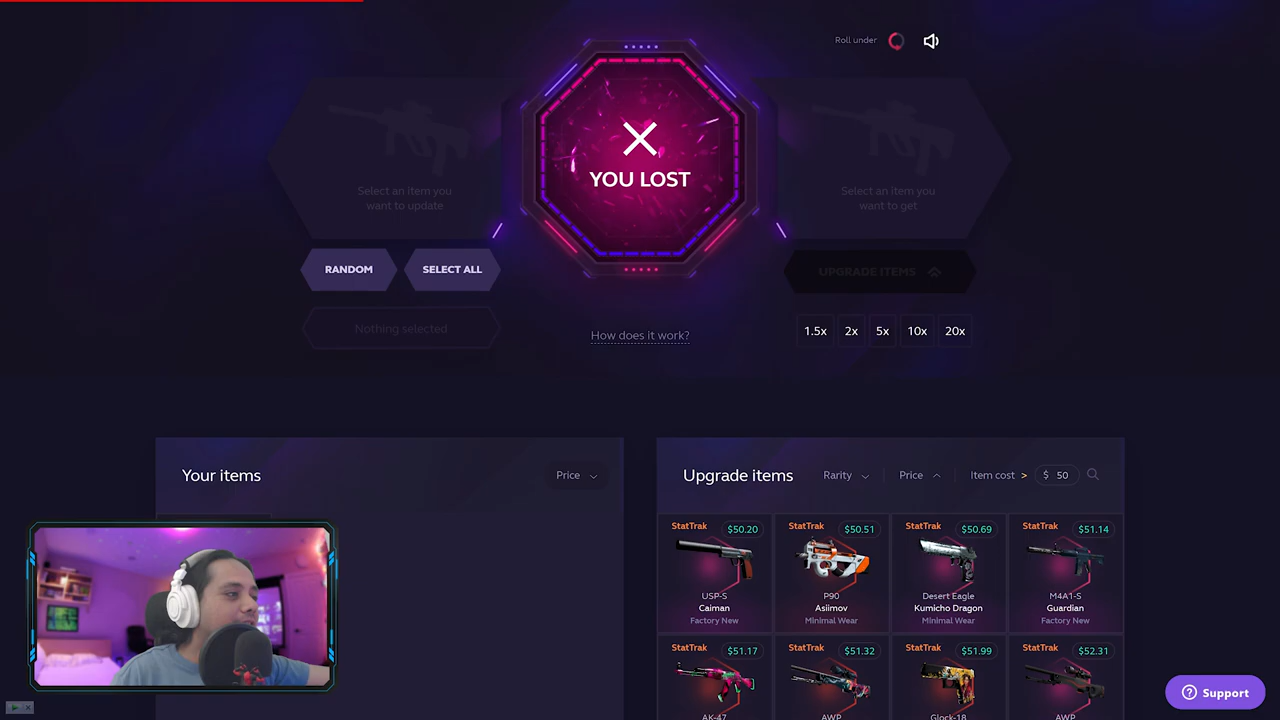 Roll under
YOU LOST
Select an item you
want to update
Select an item you
want to get
RANDOM
SELECT ALL
UPGRADE ITEMS
Nothing selected
How does it work?
1.5x
2x
5x
10x
20x
Your items
Price
Upgrade items
Rarity
Price
Item cost >
$ 50
StatTrak $50.20
USP-S
Caiman
Factory New
StatTrak $50.51
P90
Asiimov
Minimal Wear
StatTrak $50.69
Desert Eagle
Kumicho Dragon
Minimal Wear
StatTrak $51.14
M4A1-S
Guardian
Factory New
StatTrak $51.17
AK-47
StatTrak $51.32
AWP
StatTrak $51.99
Glock-18
StatTrak $52.31
AWP
Support